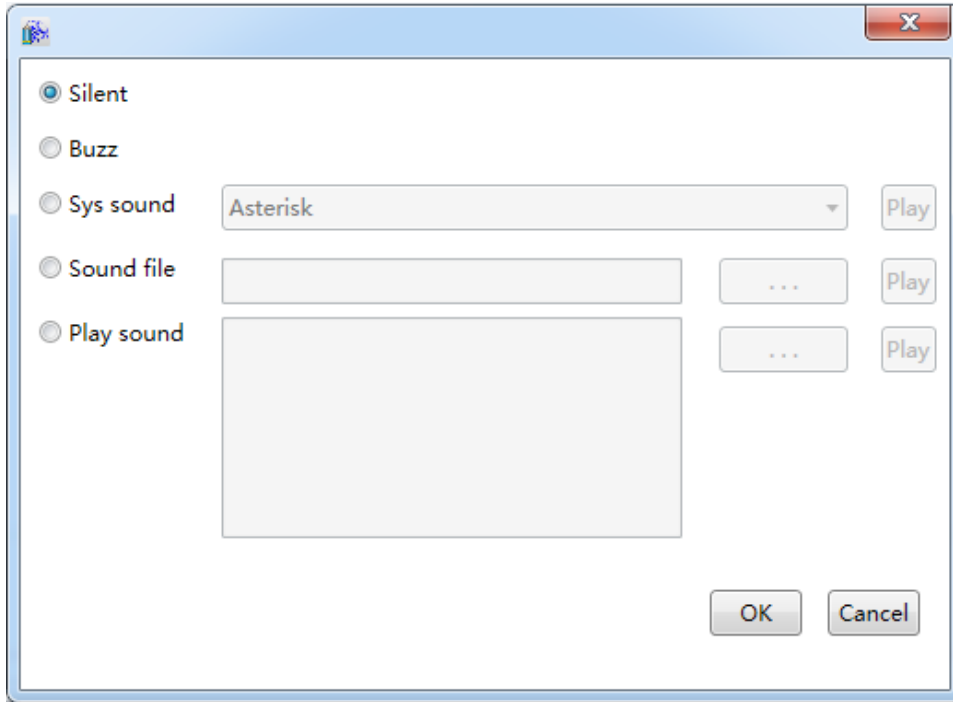 Silent
Buzz
Sys sound Asterisk Play
Sound file ... Play
Play sound ... Play
OK Cancel